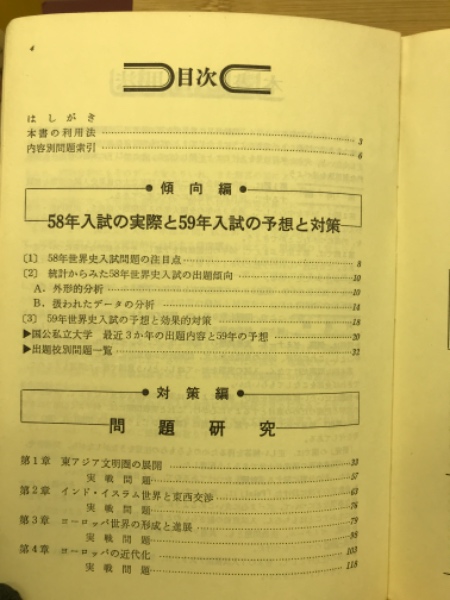 4
目次
はしがき
本書の利用法 3
内容別問題索引 6
● 傾向編 ●
58年入試の実際と59年入試の予想と対策
〔1〕 58年世界史入試問題の注目点 8
〔2〕 統計からみた58年世界史入試の出題傾向 10
A. 外形的分析 10
B. 扱われたデータの分析 14
〔3〕 59年世界史入試の予想と効果的対策 18
▶国公私立大学 最近3か年の出題内容と59年の予想 20
▶出題校別問題一覧 32
● 対策編 ●
問題研究
第1章 東アジア文明圏の展開 33
実戦問題 57
第2章 インド・イスラム世界と東西交渉 63
実戦問題 76
第3章 ヨーロッパ世界の形成と進展 79
実戦問題 98
第4章 ヨーロッパの近代化 103
実戦問題 118